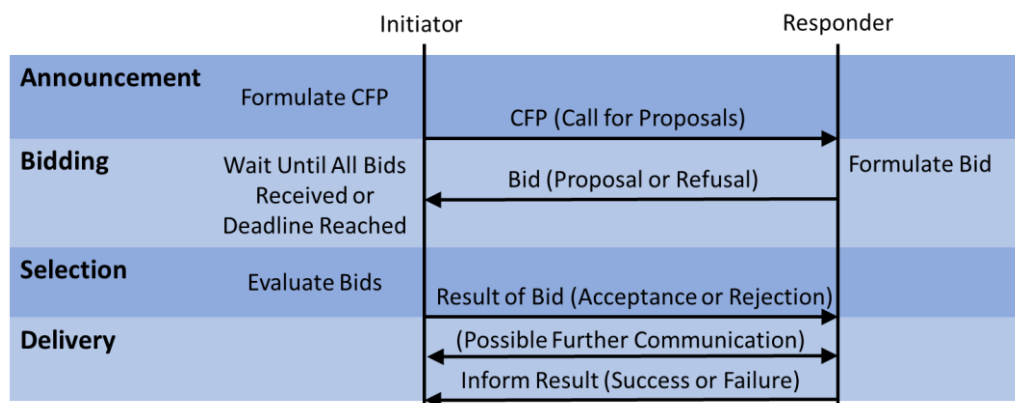 Initiator
Responder
Announcement
Formulate CFP
CFP (Call for Proposals)
Bidding
Wait Until All Bids
Received or
Deadline Reached
Bid (Proposal or Refusal)
Formulate Bid
Selection
Evaluate Bids
Result of Bid (Acceptance or Rejection)
Delivery
(Possible Further Communication)
Inform Result (Success or Failure)